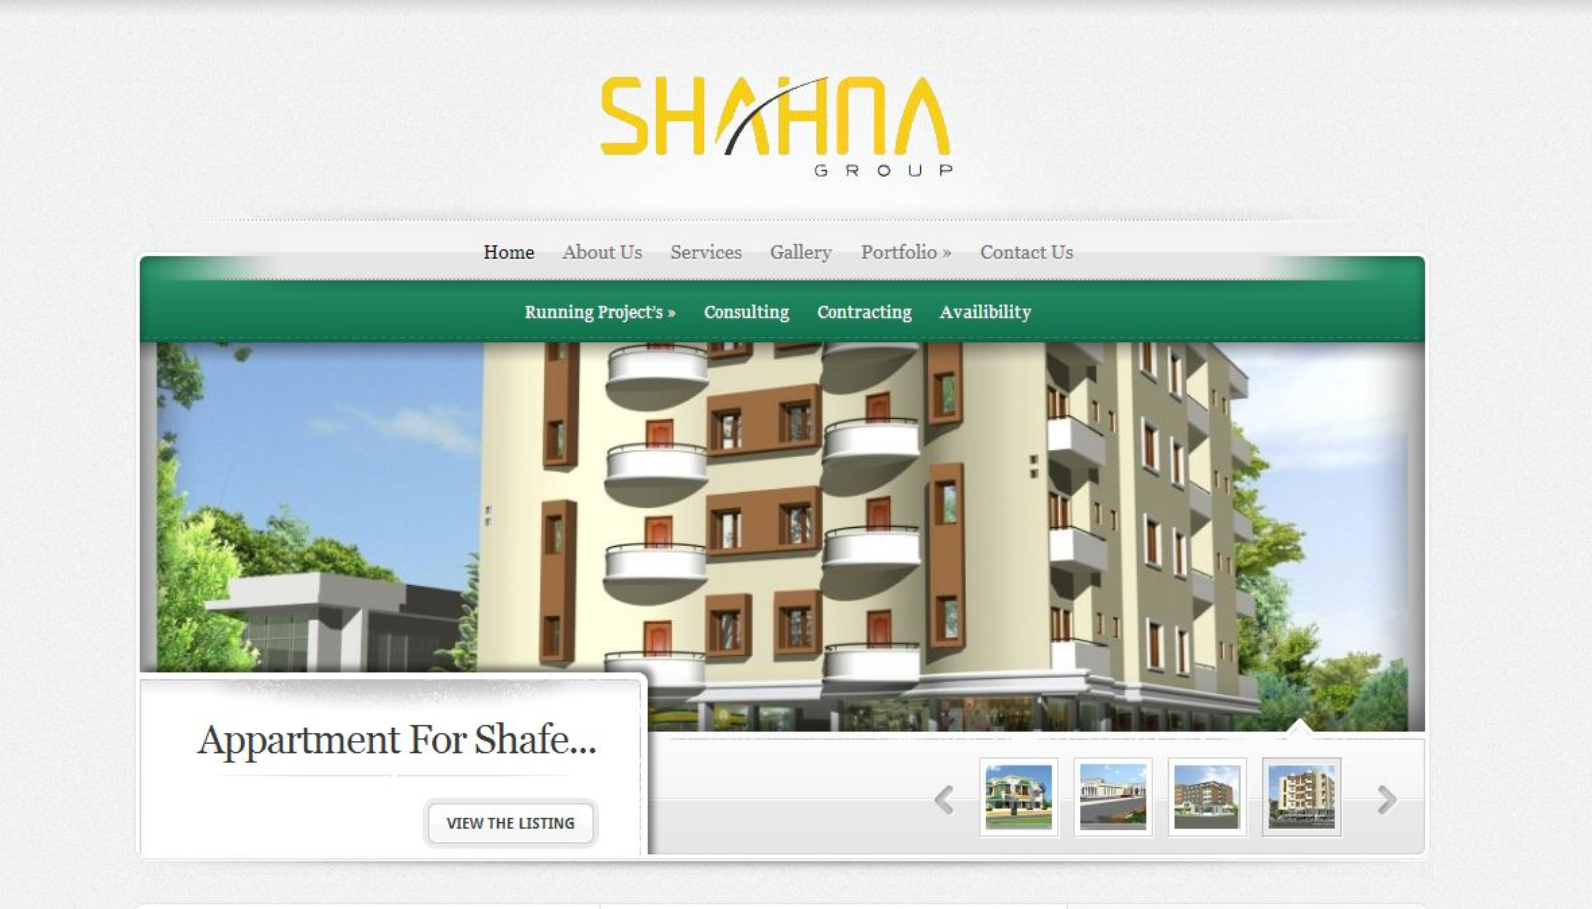 SHAHNA
GROUP
Home About Us Services Gallery Portfolio » Contact Us
Running Project's » Consulting Contracting Availibility
Appartment For Shafe...
VIEW THE LISTING